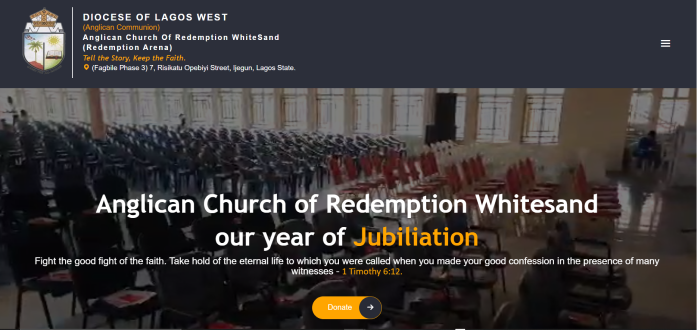 DIOCESE OF LAGOS WEST
(Anglican Communion)
Anglican Church Of Redemption WhiteSand
(Redemption Arena)
Tell the Story, Keep the Faith.
(Fagbile Phase 3) 7, Risikatu Opebiyi Street, Ijegun, Lagos State.
Anglican Church of Redemption Whitesand
our year of Jubiliation
Fight the good fight of the faith. Take hold of the eternal life to which you were called when you made your good confession in the presence of many
witnesses - 1 Timothy 6:12.
Donate